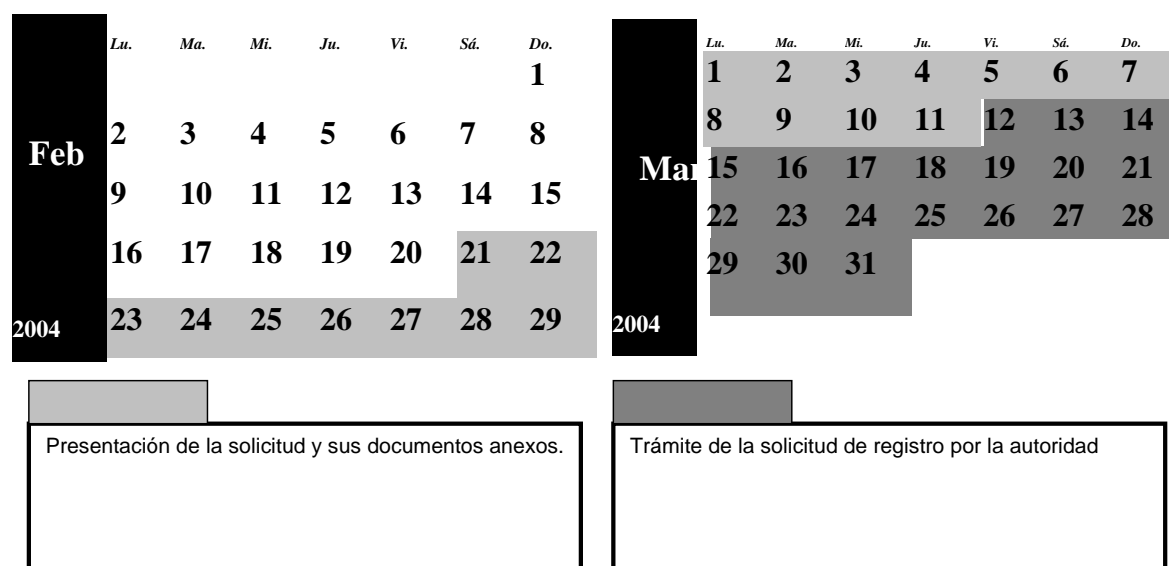 Lu. Ma. Mi. Ju. Vi. Sá. Do.
1
2 3 4 5 6 7 8
Feb
9 10 11 12 13 14 15
16 17 18 19 20 21 22
23 24 25 26 27 28 29
2004
Lu. Ma. Mi. Ju. Vi. Sá. Do.
1 2 3 4 5 6 7
8 9 10 11 12 13 14
Mar
15 16 17 18 19 20 21
22 23 24 25 26 27 28
29 30 31
2004
Presentación de la solicitud y sus documentos anexos.
Trámite de la solicitud de registro por la autoridad